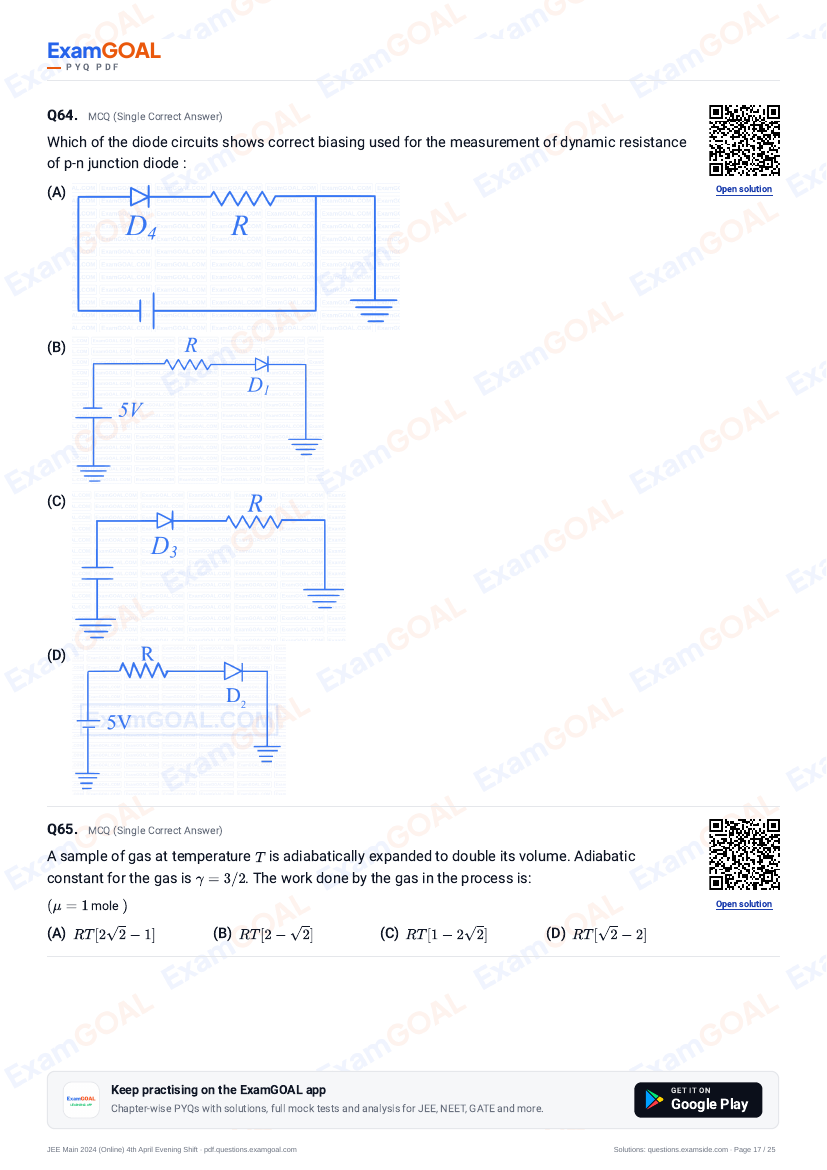 ExamGOAL
PYQ PDF
Q64. MCQ (Single Correct Answer)
Which of the diode circuits shows correct biasing used for the measurement of dynamic resistance
of p-n junction diode :
Open solution
(A)
D4
R
(B)
R
D1
5V
(C)
R
D3
(D)
R
D2
5V
ExamGOAL.COM
Q65. MCQ (Single Correct Answer)
A sample of gas at temperature T is adiabatically expanded to double its volume. Adiabatic
constant for the gas is γ = 3/2. The work done by the gas in the process is:
(μ = 1 mole )
Open solution
(A) RT[2√2 − 1] (B) RT[2 − √2] (C) RT[1 − 2√2] (D) RT[√2 − 2]
Keep practising on the ExamGOAL app
Chapter-wise PYQs with solutions, full mock tests and analysis for JEE, NEET, GATE and more.
GET IT ON
Google Play
JEE Main 2024 (Online) 4th April Evening Shift · pdf.questions.examgoal.com
Solutions: questions.examside.com · Page 17 / 25